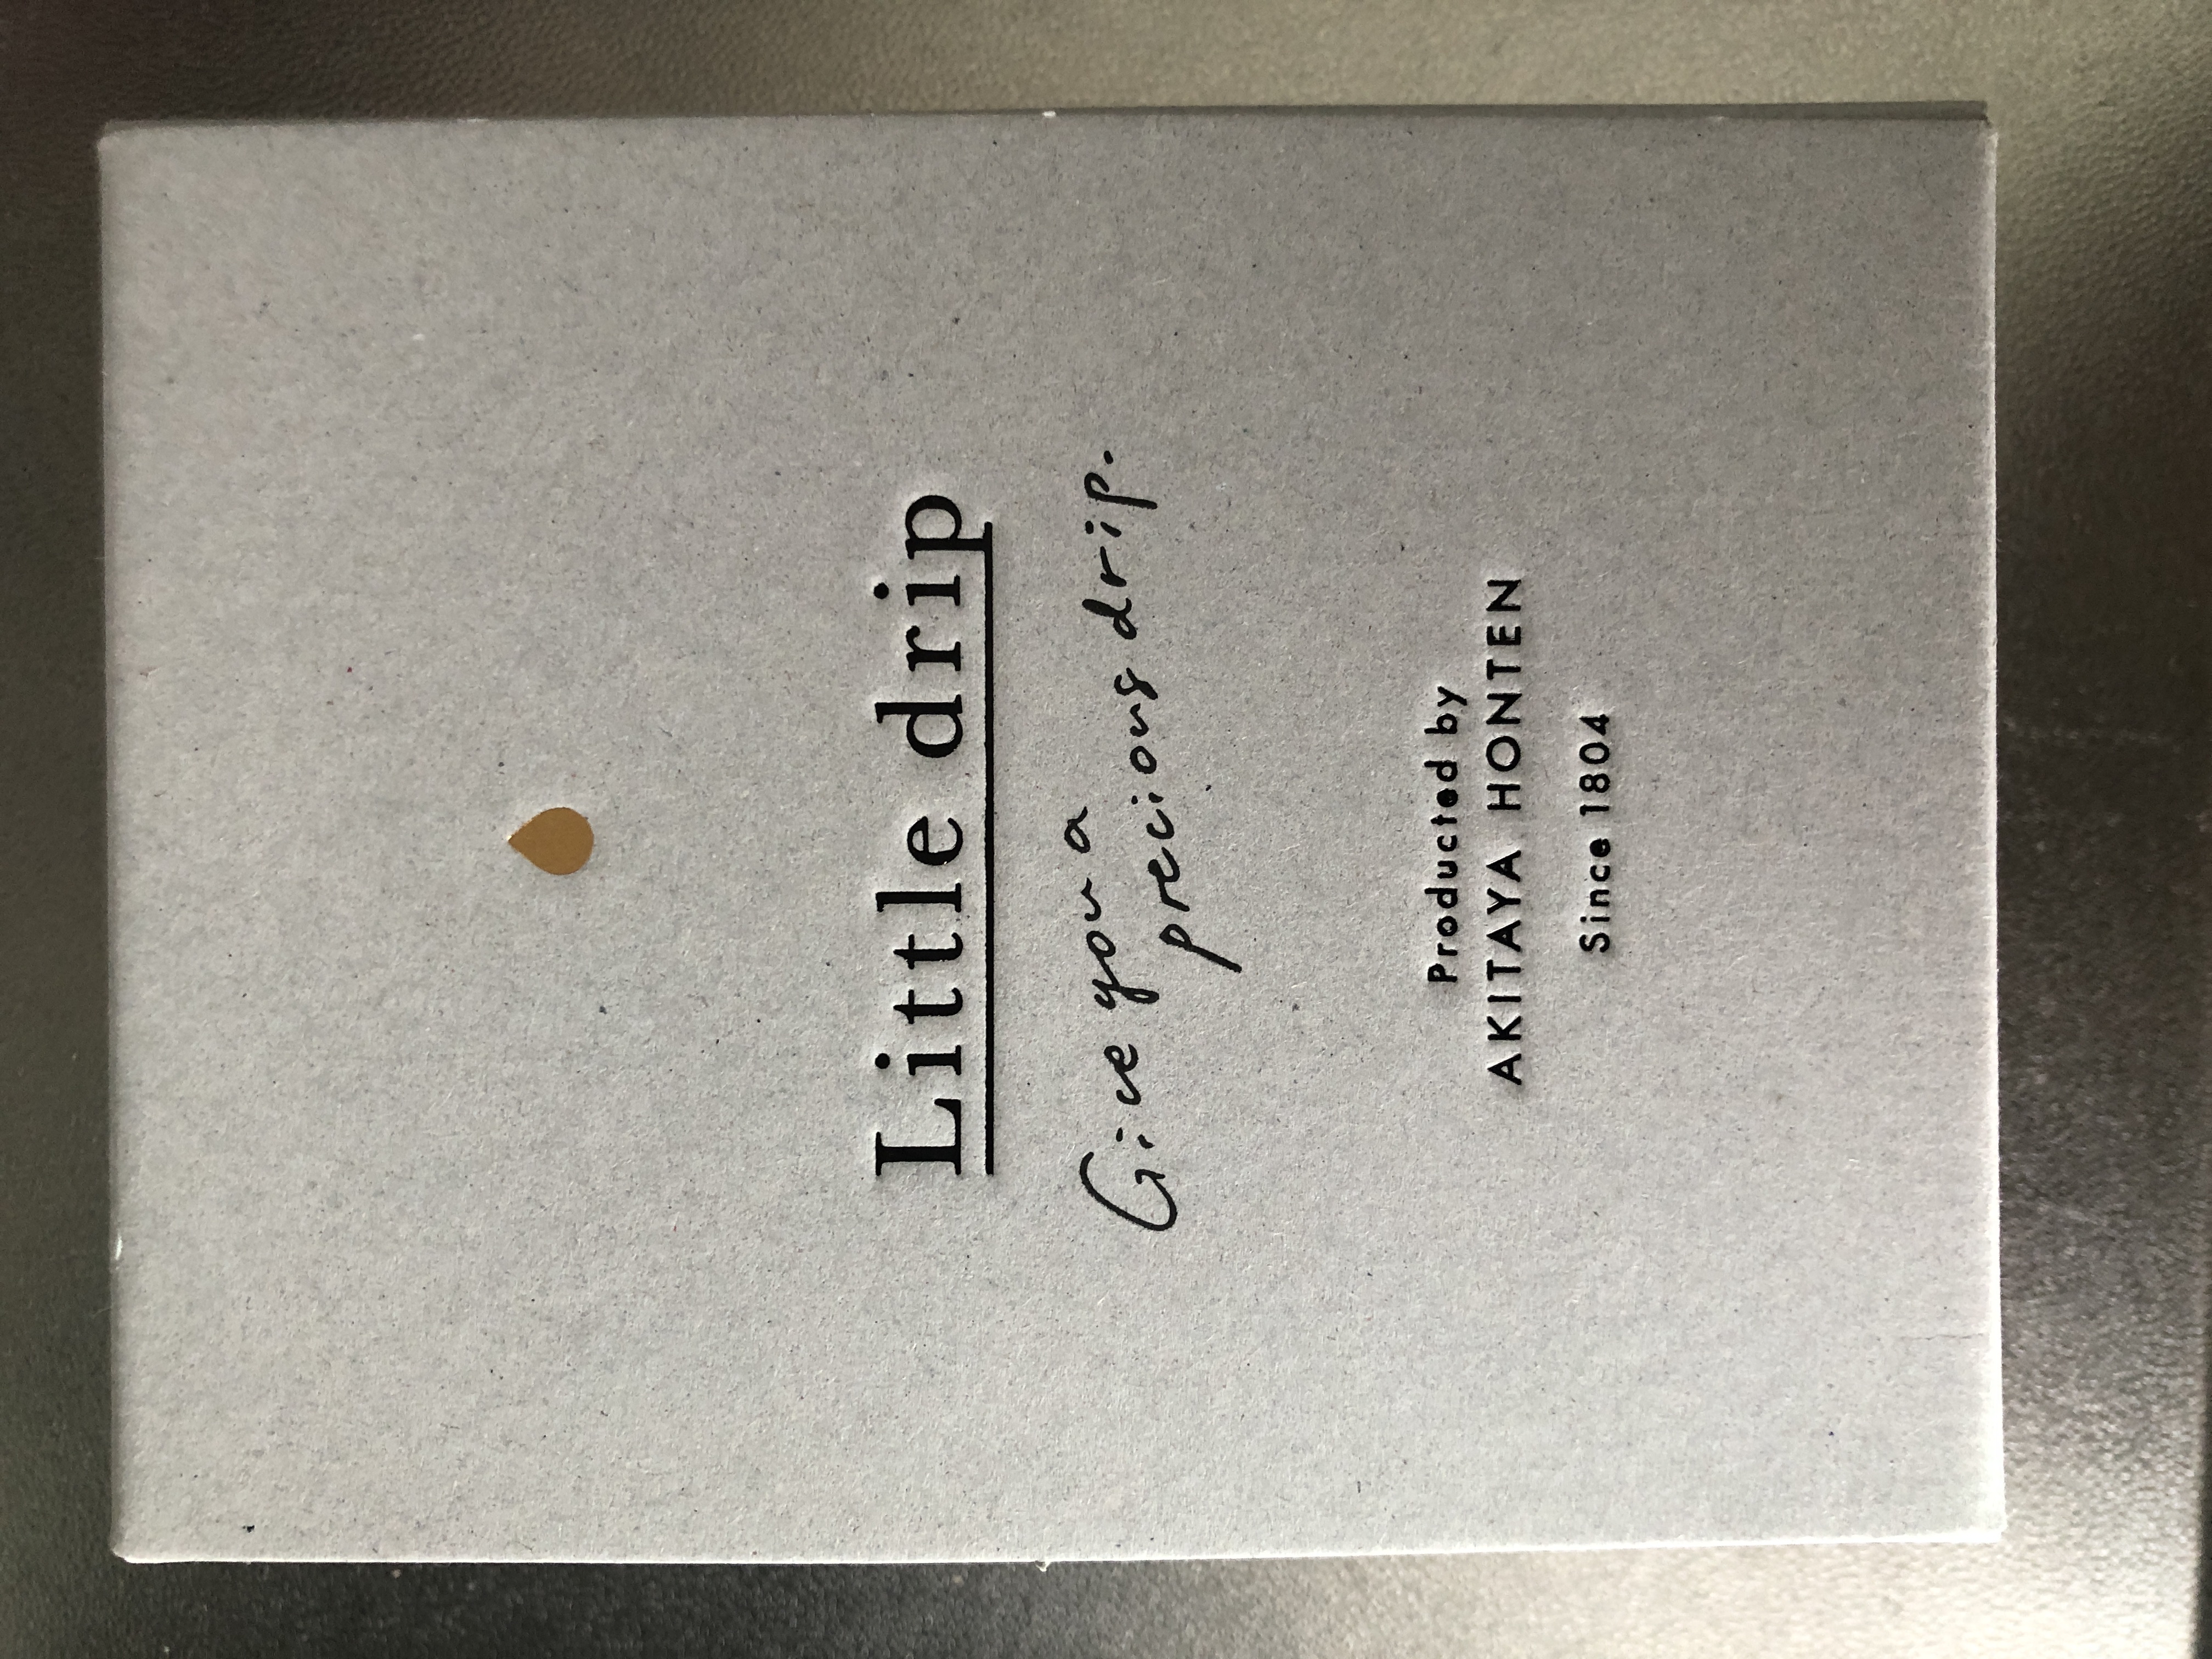 Little drip
Give you a
precious drip.
Producted by
AKITAYA HONTEN
Since 1804